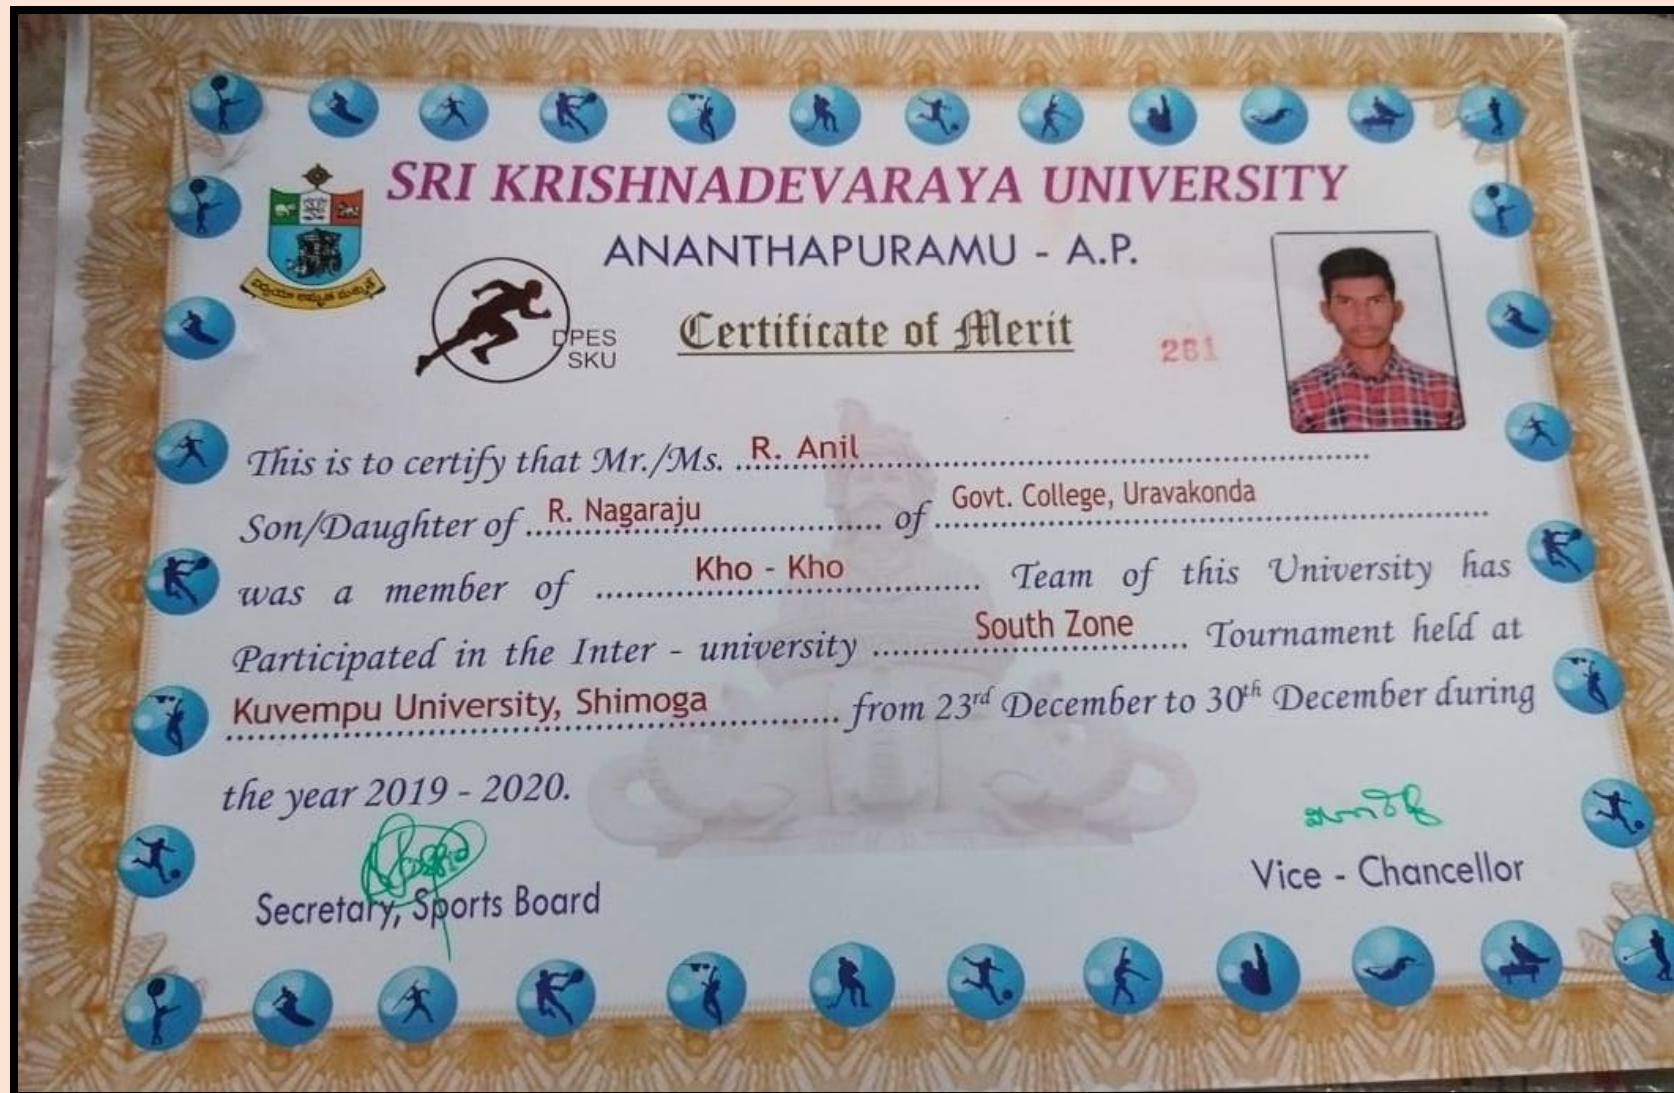 SRI KRISHNADEVARAYA UNIVERSITY
ANANTHAPURAMU - A.P.
DPES
SKU
Certificate of Merit
261
This is to certify that Mr./Ms. R. Anil
Son/Daughter of R. Nagaraju of Govt. College, Uravakonda
was a member of Kho - Kho Team of this University has
Participated in the Inter - university South Zone Tournament held at
Kuvempu University, Shimoga from 23rd December to 30th December during
the year 2019 - 2020.
Secretary, Sports Board
Vice - Chancellor